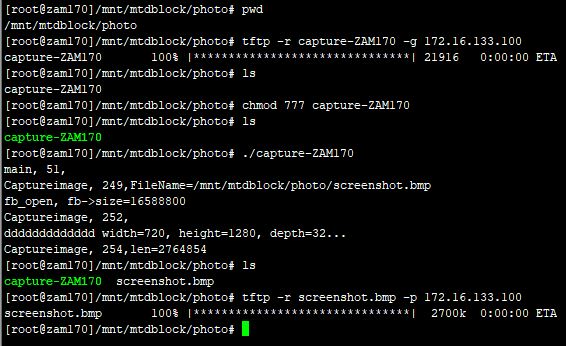 [root@zam170]/mnt/mtdblock/photo# pwd
/mnt/mtdblock/photo
[root@zam170]/mnt/mtdblock/photo# tftp -r capture-ZAM170 -g 172.16.133.100
capture-ZAM170       100% |*******************************| 21916   0:00:00 ETA
[root@zam170]/mnt/mtdblock/photo# ls
capture-ZAM170
[root@zam170]/mnt/mtdblock/photo# chmod 777 capture-ZAM170
[root@zam170]/mnt/mtdblock/photo# ls
capture-ZAM170
[root@zam170]/mnt/mtdblock/photo# ./capture-ZAM170
main, 51,
Captureimage, 249,FileName=/mnt/mtdblock/photo/screenshot.bmp
fb_open, fb->size=16588800
Captureimage, 252,
ddddddddddddd width=720, height=1280, depth=32...
Captureimage, 254,len=2764854
[root@zam170]/mnt/mtdblock/photo# ls
capture-ZAM170  screenshot.bmp
[root@zam170]/mnt/mtdblock/photo# tftp -r screenshot.bmp -p 172.16.133.100
screenshot.bmp       100% |*******************************|  2700k  0:00:00 ETA
[root@zam170]/mnt/mtdblock/photo#